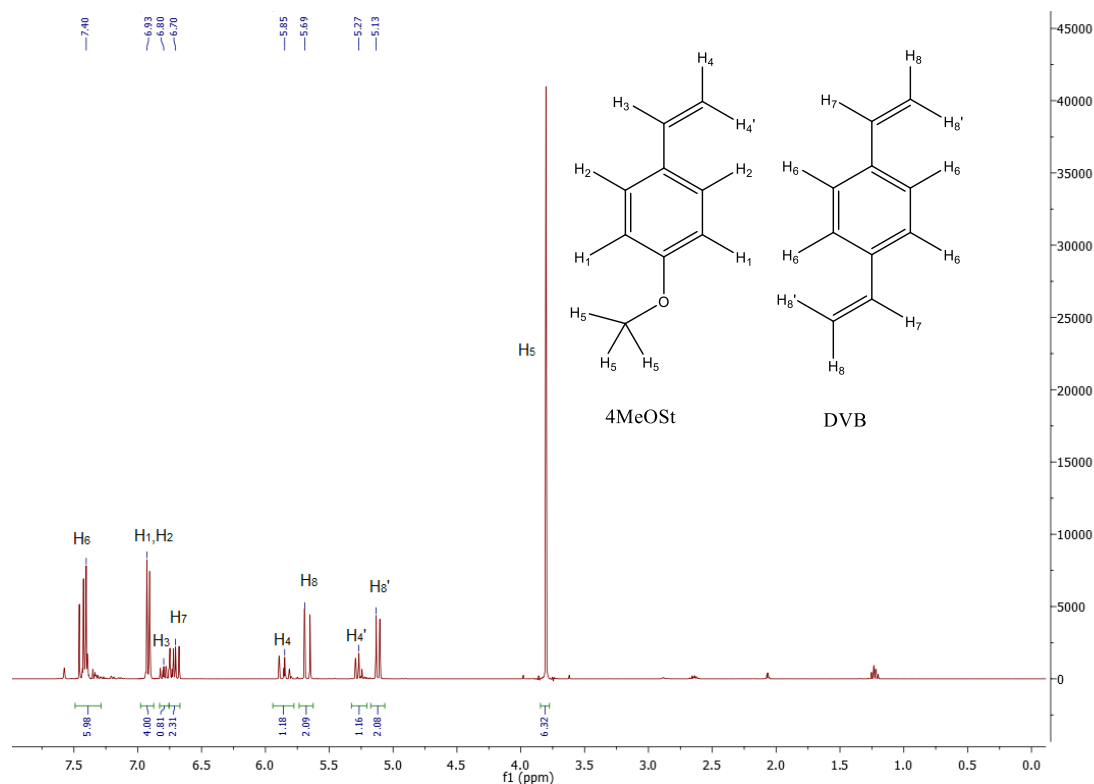 7.40
6.93
6.80
6.70
5.85
5.69
5.27
5.13
45000
40000
35000
30000
25000
20000
15000
10000
5000
0
H4
H3
H4'
H2
H2
H1
H1
O
H5
H5
H5
4MeOSt
H8
H7
H8'
H6
H6
H6
H6
H8'
H7
H8
DVB
H5
H6
H1,H2
H3
H7
H4
H8
H4'
H8'
5.98
4.00
0.81
2.31
1.18
2.09
1.16
2.08
6.32
7.5 7.0 6.5 6.0 5.5 5.0 4.5 4.0 3.5 3.0 2.5 2.0 1.5 1.0 0.5 0.0
f1 (ppm)